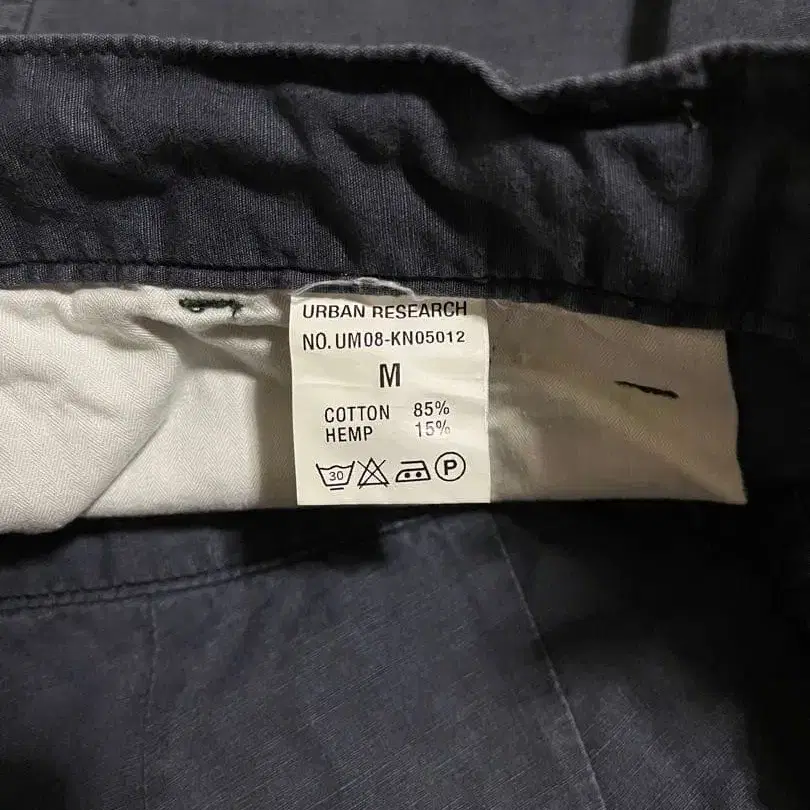 URBAN RESEARCH
NO. UM08-KN05012
M
COTTON 85%
HEMP 15%
30 P